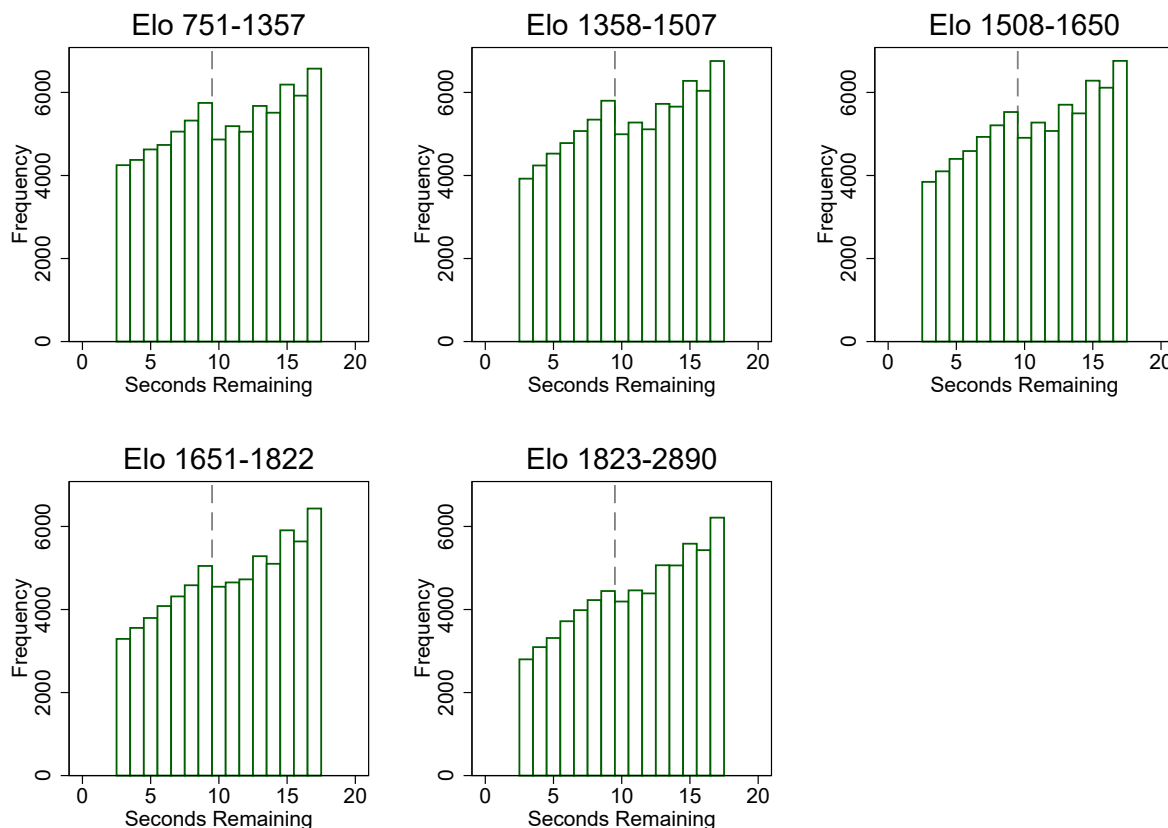 Elo 751-1357
Frequency
0 2000 4000 6000
0 5 10 15 20
Seconds Remaining
Elo 1358-1507
Frequency
0 2000 4000 6000
0 5 10 15 20
Seconds Remaining
Elo 1508-1650
Frequency
0 2000 4000 6000
0 5 10 15 20
Seconds Remaining
Elo 1651-1822
Frequency
0 2000 4000 6000
0 5 10 15 20
Seconds Remaining
Elo 1823-2890
Frequency
0 2000 4000 6000
0 5 10 15 20
Seconds Remaining